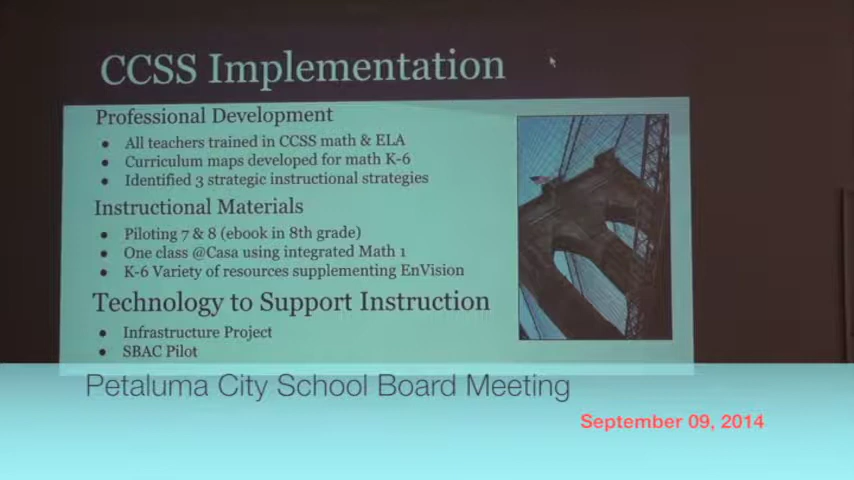 CCSS Implementation
Professional Development
● All teachers trained in CCSS math & ELA
● Curriculum maps developed for math K-6
● Identified 3 strategic instructional strategies
Instructional Materials
● Piloting 7 & 8 (ebook in 8th grade)
● One class @Casa using integrated Math 1
● K-6 Variety of resources supplementing EnVision
Technology to Support Instruction
● Infrastructure Project
● SBAC Pilot
Petaluma City School Board Meeting
September 09, 2014